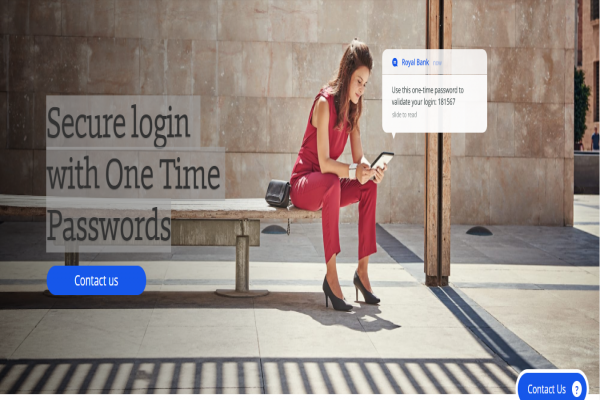 Royal Bank now
Use this one-time password to
validate your login: 181567
slide to read
Secure login
with One Time
Passwords
Contact us
Contact Us ?